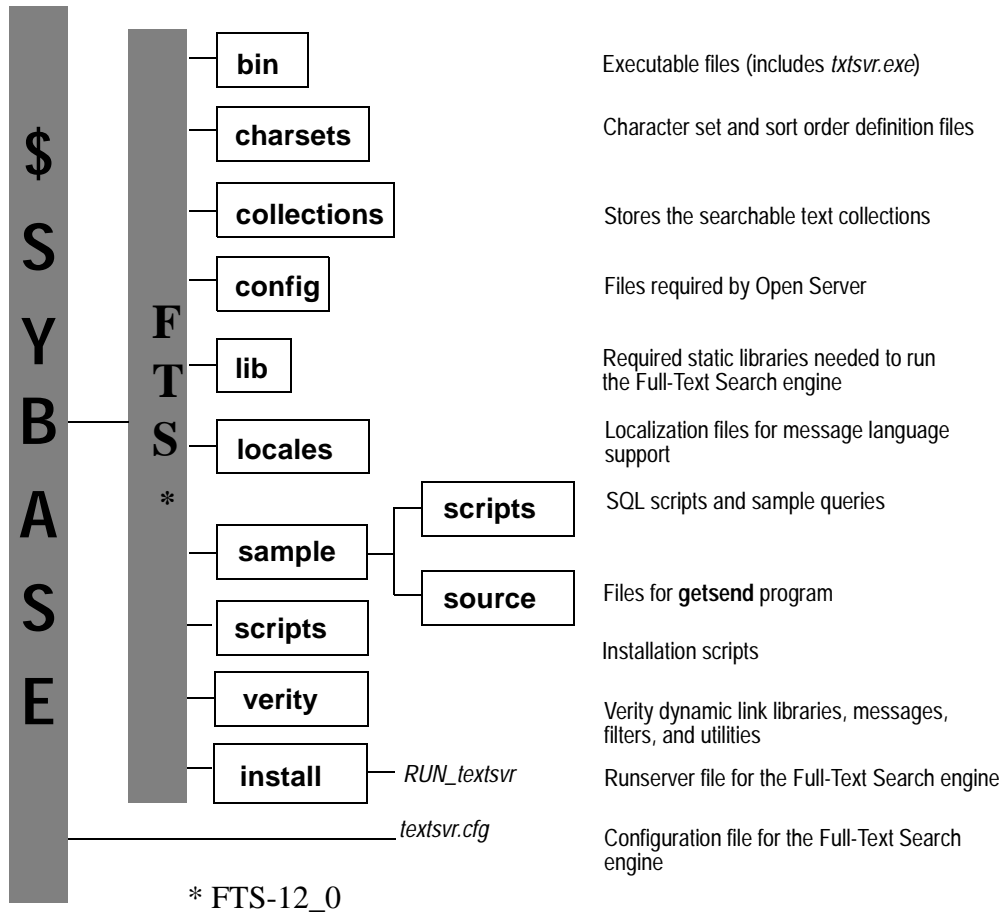 $ SYBASE
FTS *
bin
Executable files (includes txtsvr.exe)
charsets
Character set and sort order definition files
collections
Stores the searchable text collections
config
Files required by Open Server
lib
Required static libraries needed to run
the Full-Text Search engine
locales
Localization files for message language
support
sample
scripts
SQL scripts and sample queries
source
Files for getsend program
scripts
Installation scripts
verity
Verity dynamic link libraries, messages,
filters, and utilities
install
RUN_textsvr
Runserver file for the Full-Text Search engine
textsvr.cfg
Configuration file for the Full-Text Search
engine
* FTS-12_0